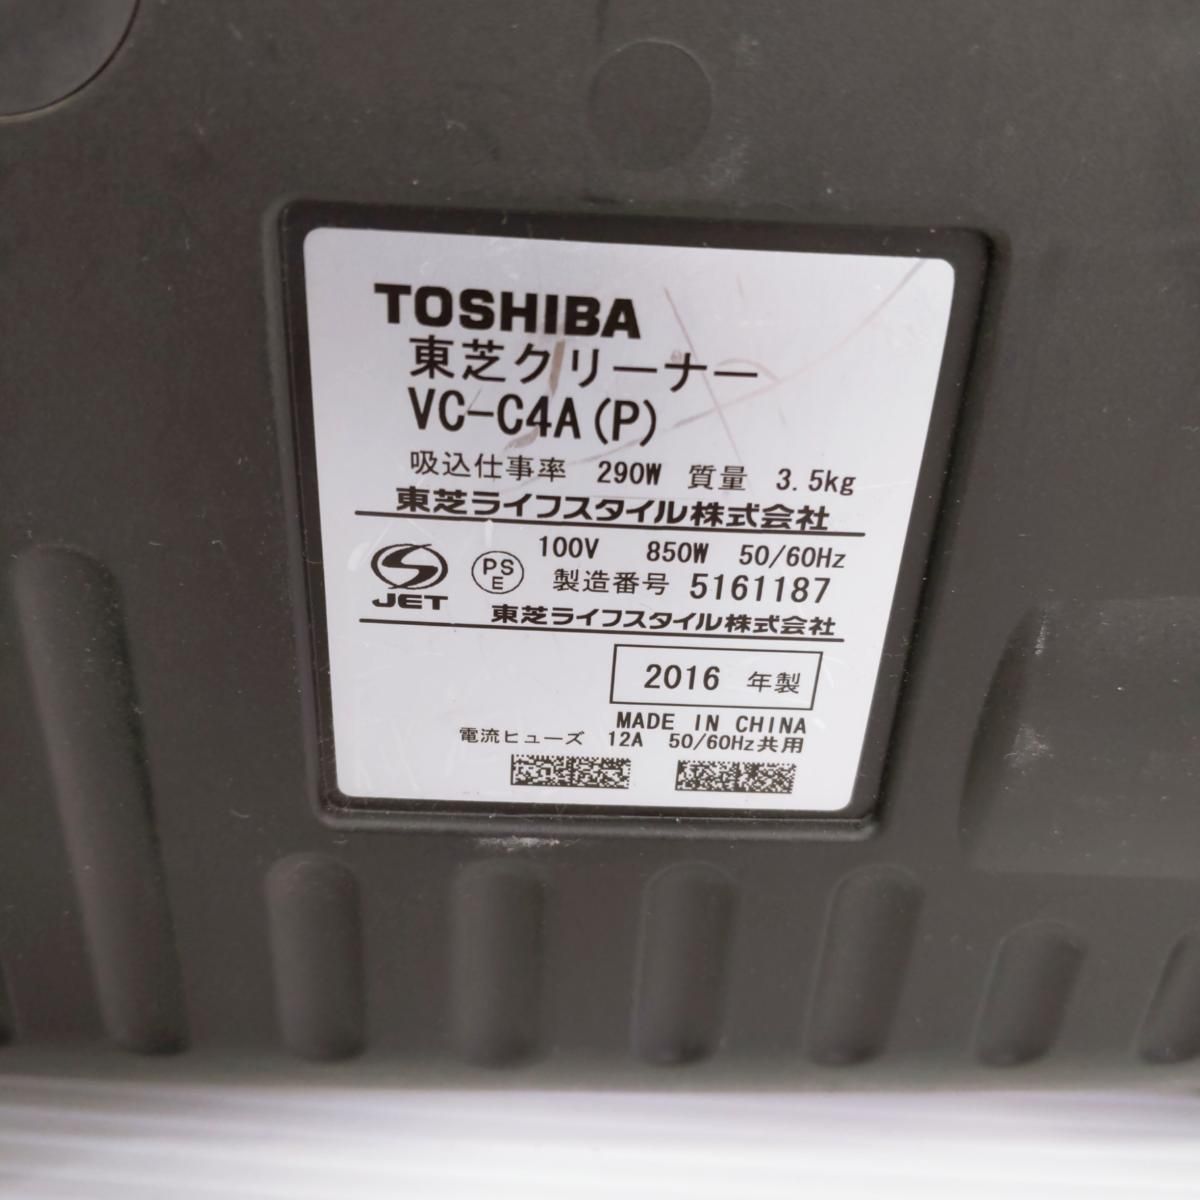 TOSHIBA
東芝クリーナー
VC-C4A(P)
吸込仕事率 290W 質量 3.5kg
東芝ライフスタイル株式会社
100V 850W 50/60Hz
JET PSE 製造番号 5161187
東芝ライフスタイル株式会社
2016 年製
MADE IN CHINA
電流ヒューズ 12A 50/60Hz共用